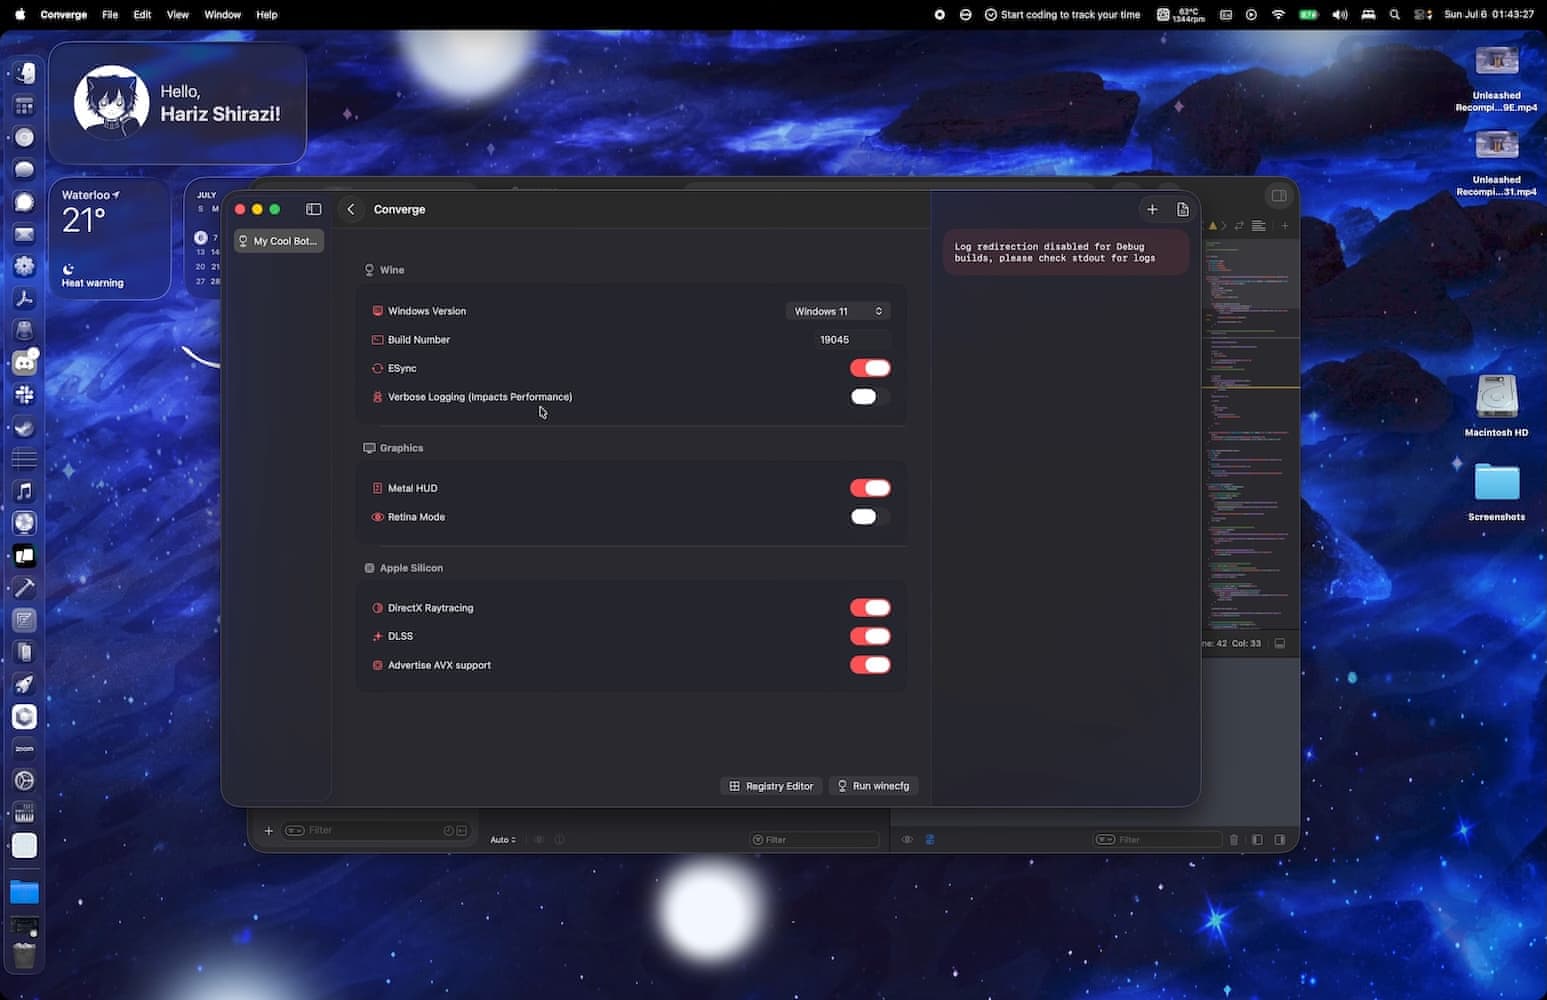 Converge File Edit View Window Help
Start coding to track your time
62°C
1344rpm
Sun Jul 6 01:43:27
Hello,
Hariz Shirazi!
Waterloo
21°
Heat warning
JULY
S M
6 7
13 14
20 21
27 28
Unleashed
Recompi...9E.mp4
Unleashed
Recompi...31.mp4
Macintosh HD
Screenshots
zoom
Converge
My Cool Bot...
Wine
Windows Version
Windows 11
Build Number
19045
ESync
Verbose Logging (Impacts Performance)
Graphics
Metal HUD
Retina Mode
Apple Silicon
DirectX Raytracing
DLSS
Advertise AVX support
Registry Editor
Run winecfg
Log redirection disabled for Debug
builds, please check stdout for logs
ne: 42 Col: 33
Filter
Auto
Filter
Filter